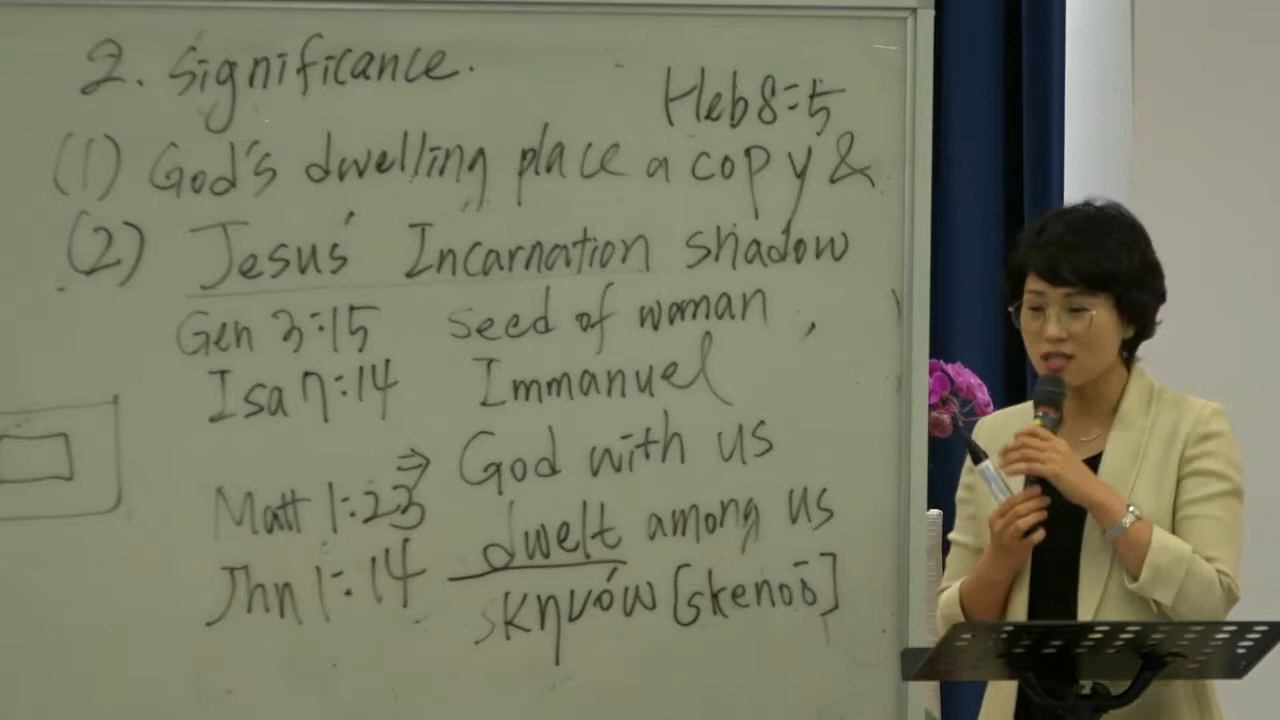 2. Significance.
Heb 8:5
(1) God's dwelling place a copy &
(2) Jesus' Incarnation shadow
Gen 3:15 seed of woman,
Isa 7:14 Immanuel
⇒ God with us
Matt 1:23
dwelt among us
Jhn 1:14
σκηνόω [skenoō]